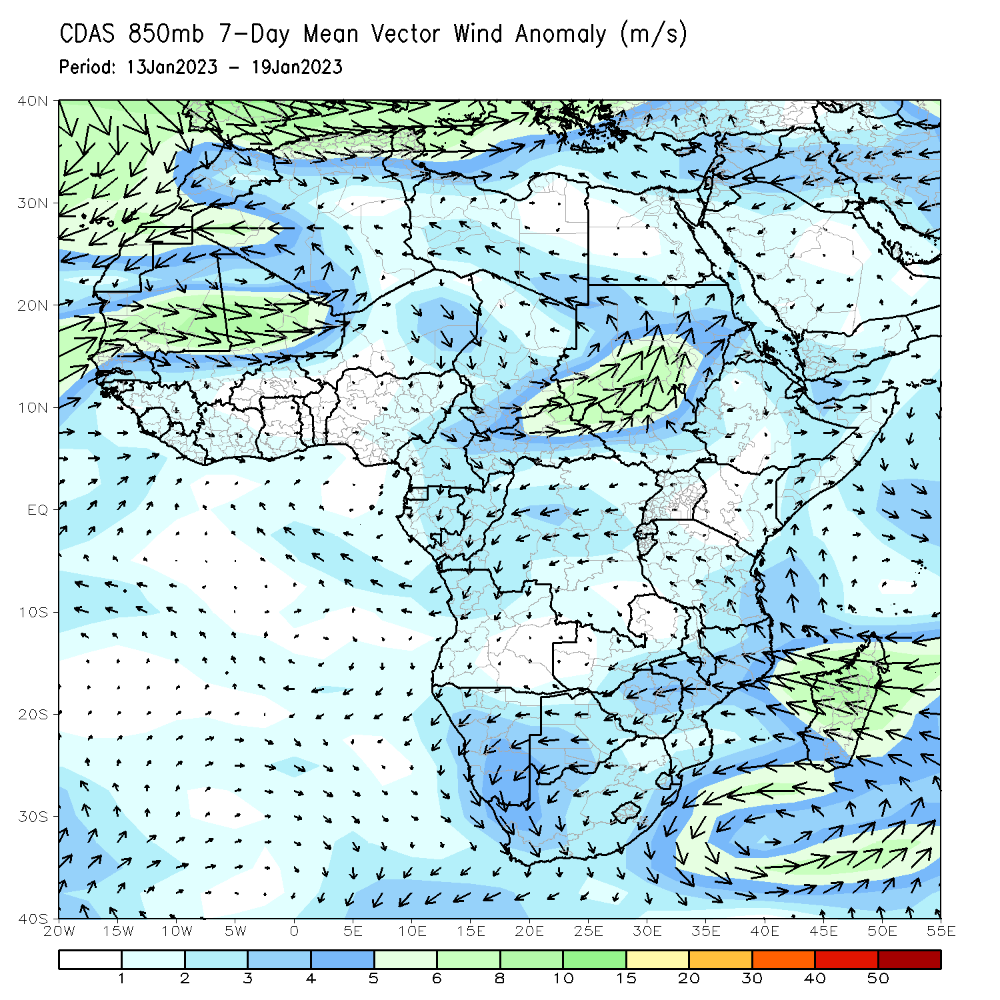 CDAS 850mb 7-Day Mean Vector Wind Anomaly (m/s)
Period: 13Jan2023 - 19Jan2023
40N
30N
20N
10N
EQ
10S
20S
30S
40S
20W 15W 10W 5W 0 5E 10E 15E 20E 25E 30E 35E 40E 45E 50E 55E
1 2 3 4 5 6 8 10 15 20 30 40 50